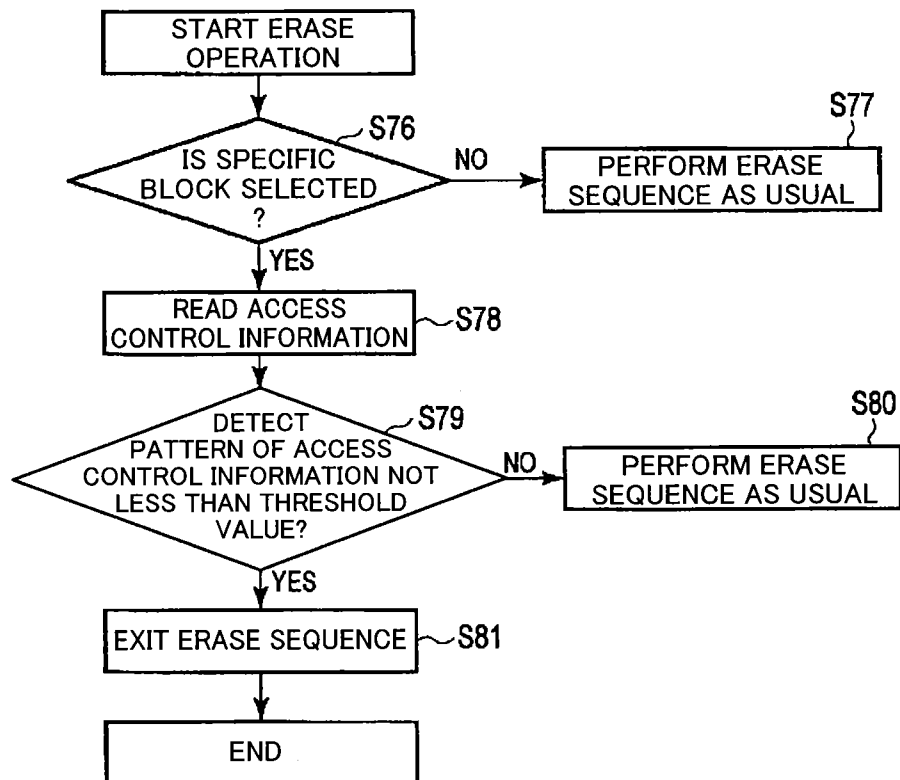 START ERASE
OPERATION
S76
IS SPECIFIC
BLOCK SELECTED
?
NO
S77
PERFORM ERASE
SEQUENCE AS USUAL
YES
READ ACCESS
CONTROL INFORMATION
S78
DETECT
PATTERN OF ACCESS
CONTROL INFORMATION NOT
LESS THAN THRESHOLD
VALUE?
S79
NO
S80
PERFORM ERASE
SEQUENCE AS USUAL
YES
EXIT ERASE SEQUENCE
S81
END